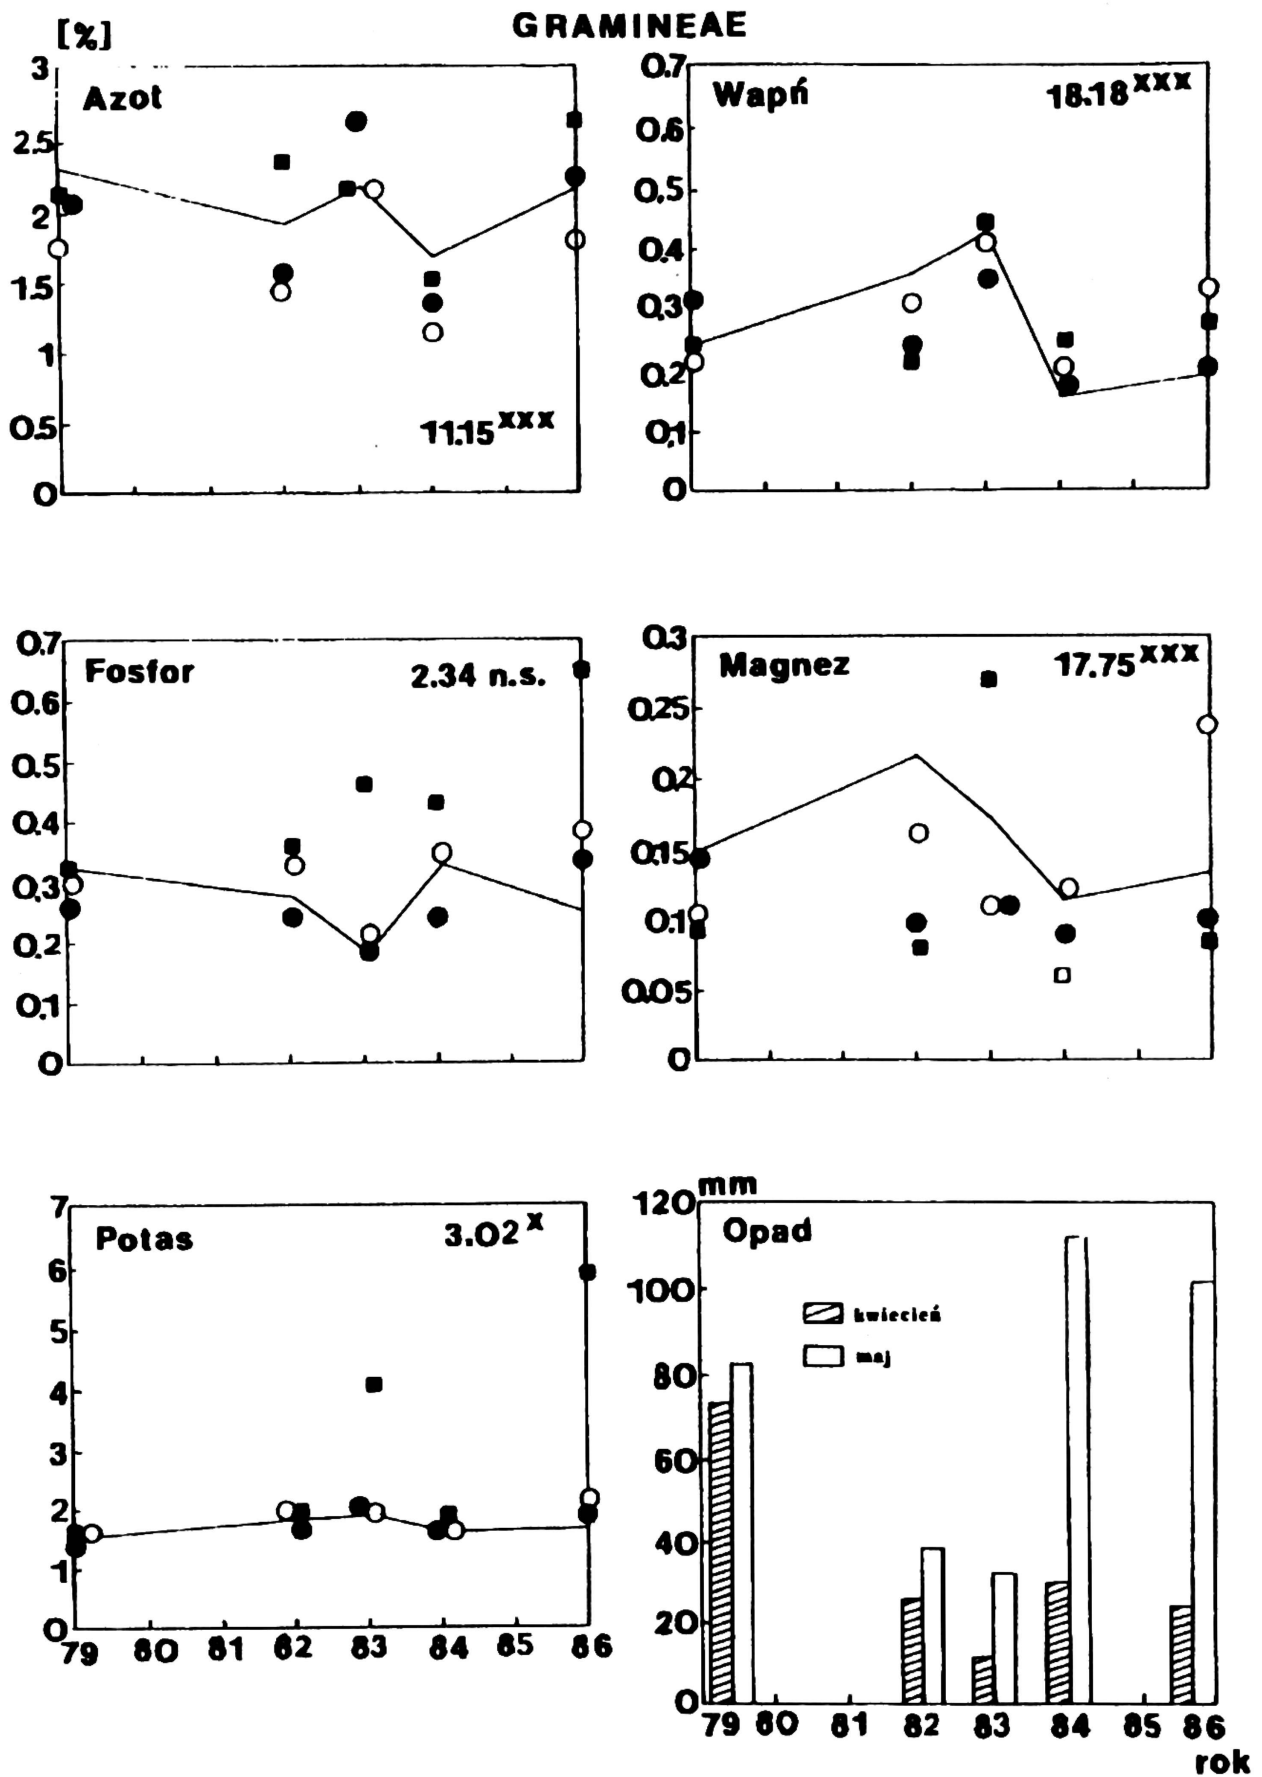 GRAMINEAE
[%]
3
2.5
2
1.5
1
0.5
0
Azot
11.15xxx
0.7
0.6
0.5
0.4
0.3
0.2
0.1
0
Wapń
18.18xxx
0.7
0.6
0.5
0.4
0.3
0.2
0.1
0
Fosfor
2.34 n.s.
0.3
0.25
0.2
0.15
0.1
0.05
0
Magnez
17.75xxx
7
6
5
4
3
2
1
0
Potas
3.02x
79 80 81 82 83 84 85 86
mm
120
100
80
60
40
20
0
Opad
kwiecień
maj
79 80 81 82 83 84 85 86
rok